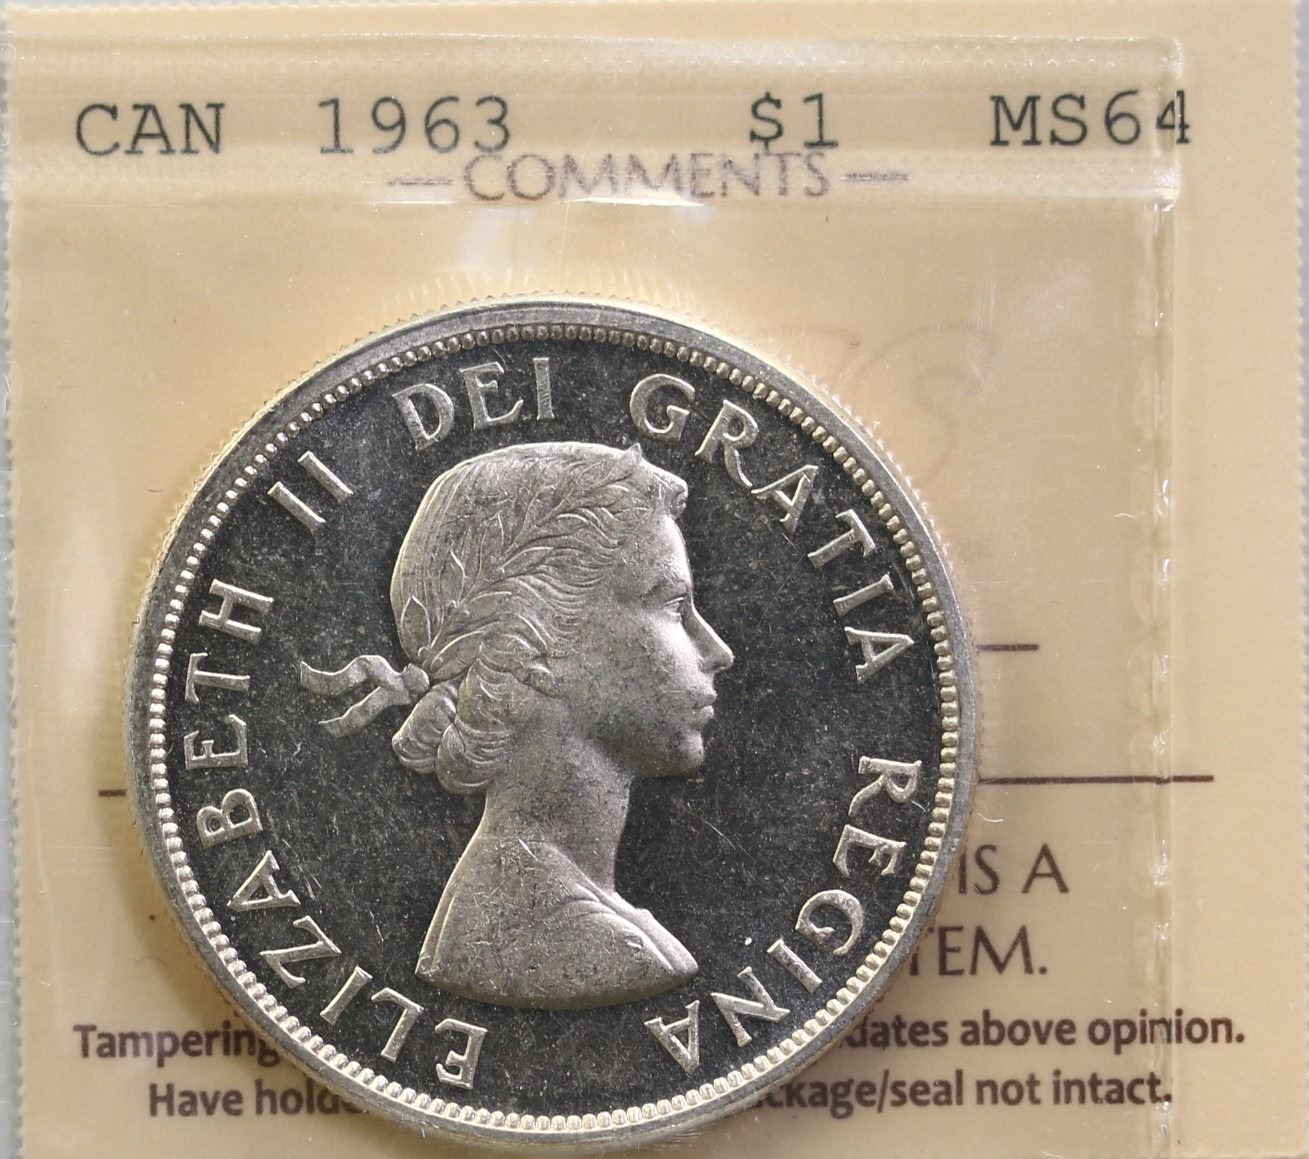 CAN 1963 $1 MS64
COMMENTS
ELIZABETH II DEI GRATIA REGINA
IS A
TEM.
Tampering dates above opinion.
Have holde ckage/seal not intact.